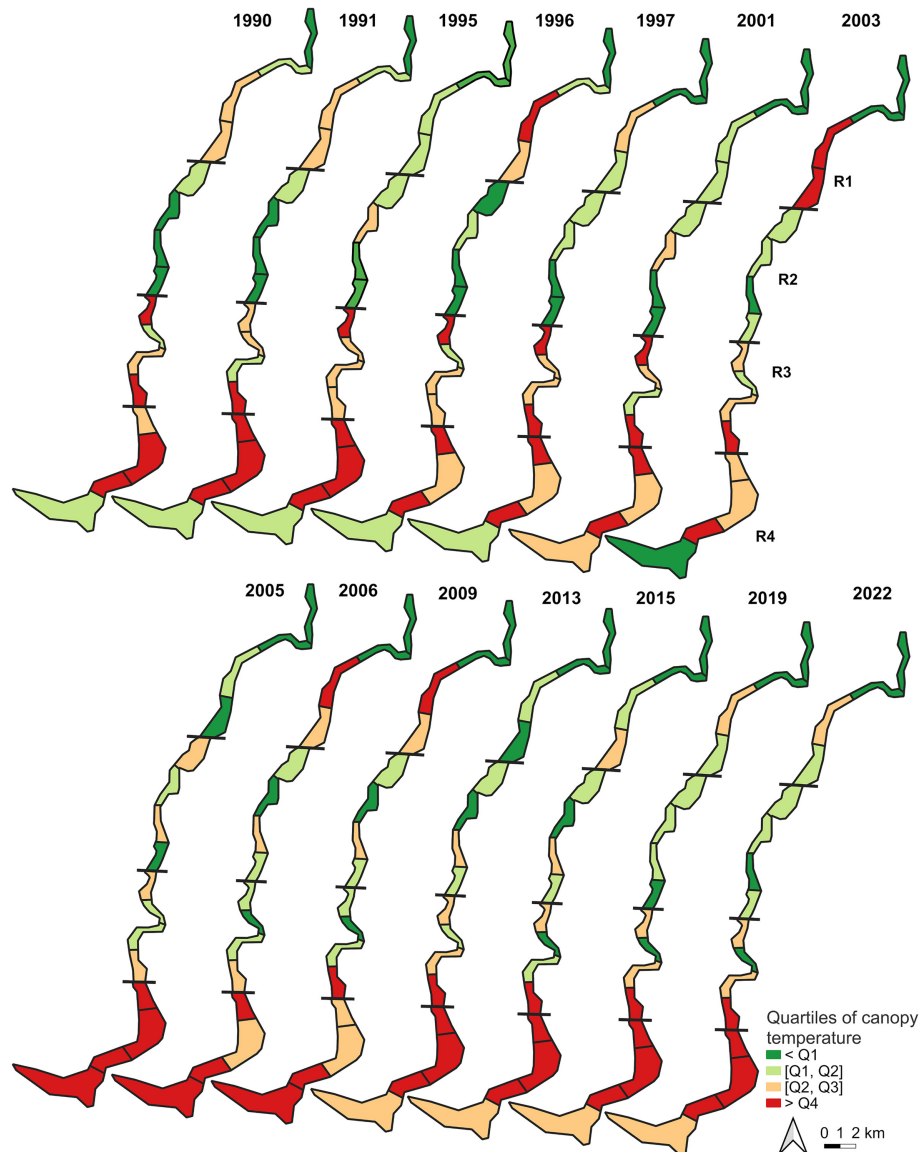 1990 1991 1995 1996 1997 2001 2003
R1
R2
R3
R4
2005 2006 2009 2013 2015 2019 2022
Quartiles of canopy
temperature
< Q1
[Q1, Q2]
[Q2, Q3]
> Q4
0 1 2 km